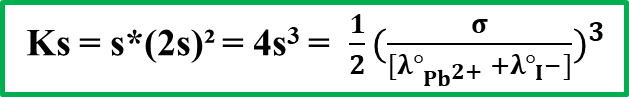 Ks = s*(2s)² = 4s³ = 1/2 (σ/[λ°Pb2+ +λ°I−])³